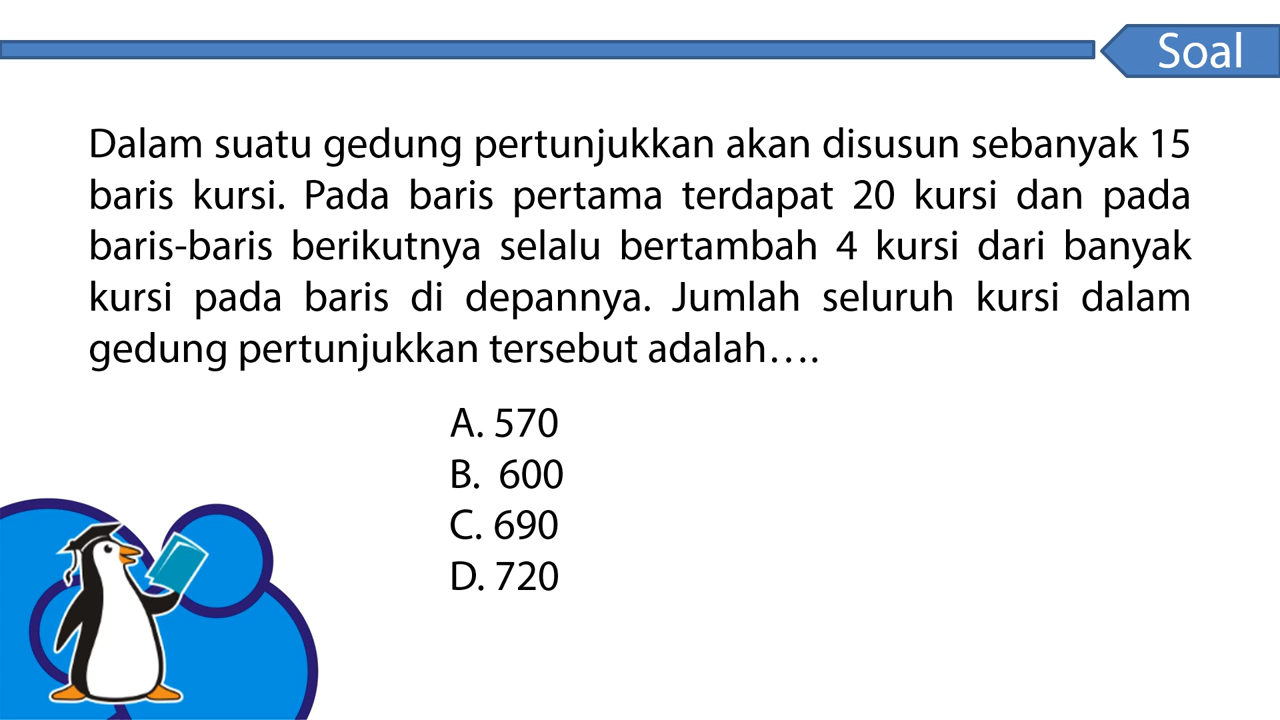 Soal
Dalam suatu gedung pertunjukkan akan disusun sebanyak 15
baris kursi. Pada baris pertama terdapat 20 kursi dan pada
baris-baris berikutnya selalu bertambah 4 kursi dari banyak
kursi pada baris di depannya. Jumlah seluruh kursi dalam
gedung pertunjukkan tersebut adalah….
A. 570
B. 600
C. 690
D. 720